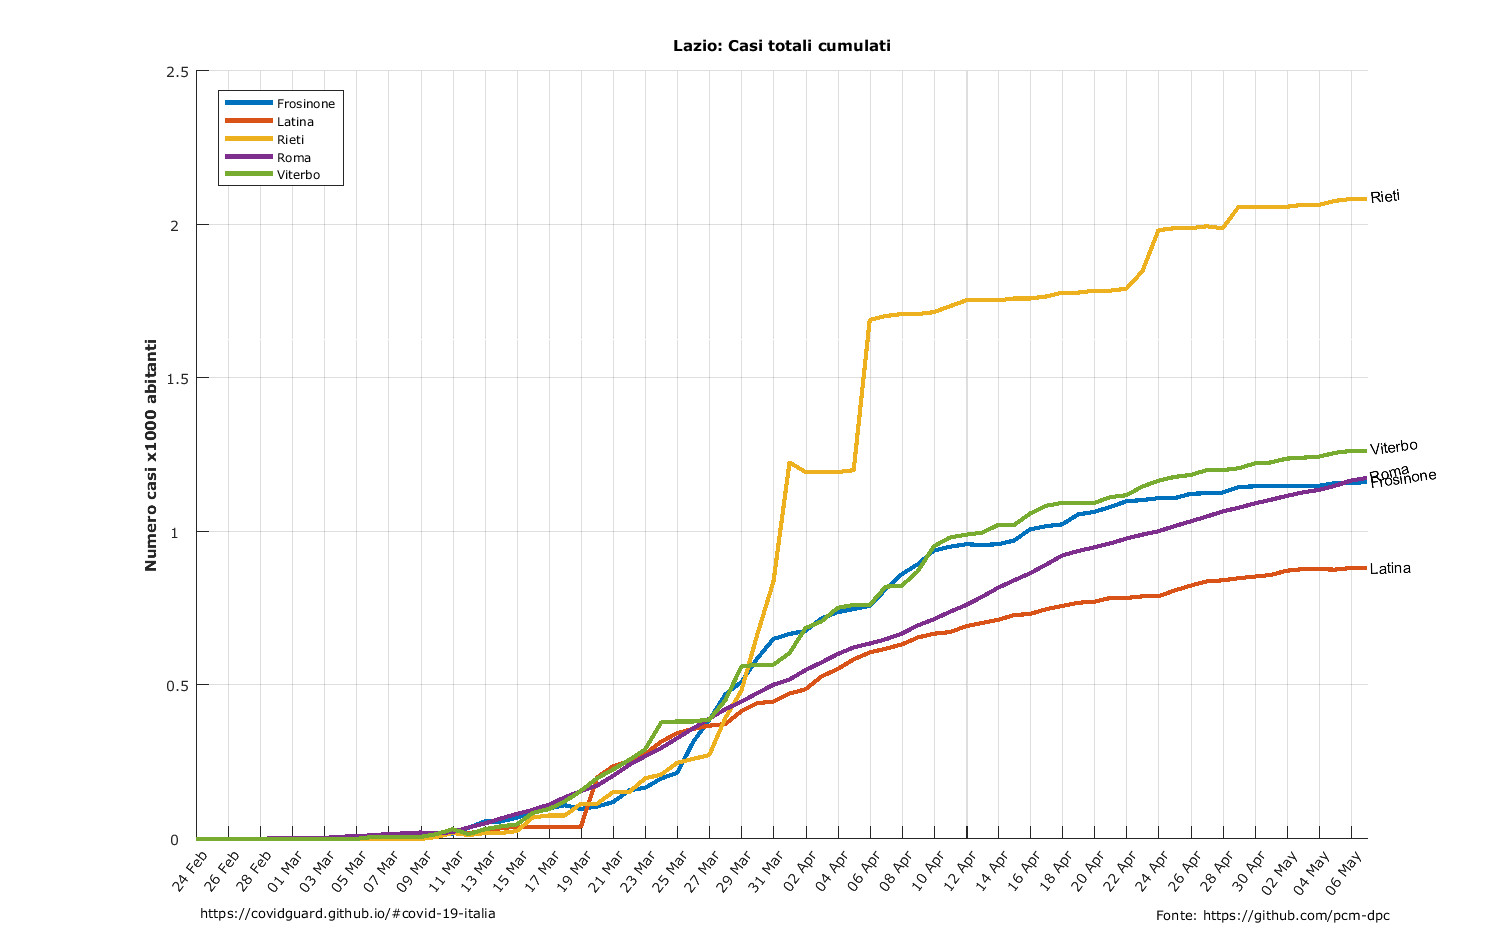 Lazio: Casi totali cumulati
Numero casi x1000 abitanti
2.5
2
1.5
1
0.5
0
Frosinone
Latina
Rieti
Roma
Viterbo
Rieti
Viterbo
Roma
Frosinone
Latina
24 Feb
26 Feb
28 Feb
01 Mar
03 Mar
05 Mar
07 Mar
09 Mar
11 Mar
13 Mar
15 Mar
17 Mar
19 Mar
21 Mar
23 Mar
25 Mar
27 Mar
29 Mar
31 Mar
02 Apr
04 Apr
06 Apr
08 Apr
10 Apr
12 Apr
14 Apr
16 Apr
18 Apr
20 Apr
22 Apr
24 Apr
26 Apr
28 Apr
30 Apr
02 May
04 May
06 May
https://covidguard.github.io/#covid-19-italia
Fonte: https://github.com/pcm-dpc